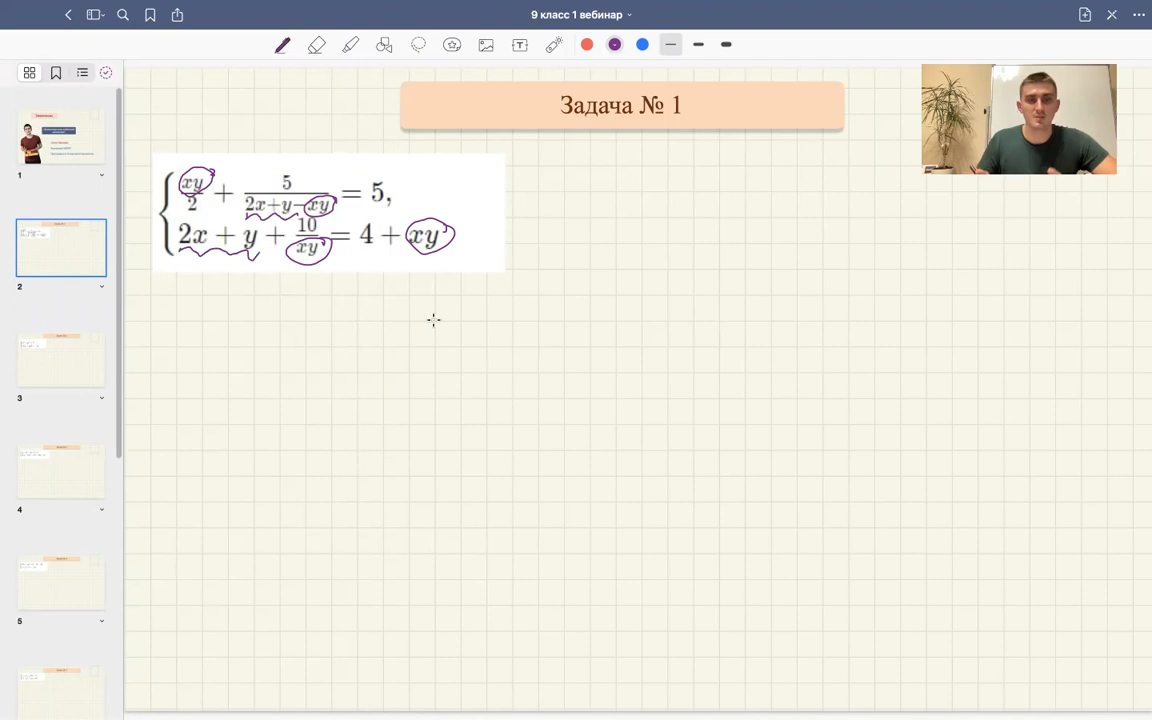 9 класс 1 вебинар
Задача № 1
xy/2 + 5/(2x+y−xy) = 5,
2x + y + 10/xy = 4 + xy
1
2
3
4
5